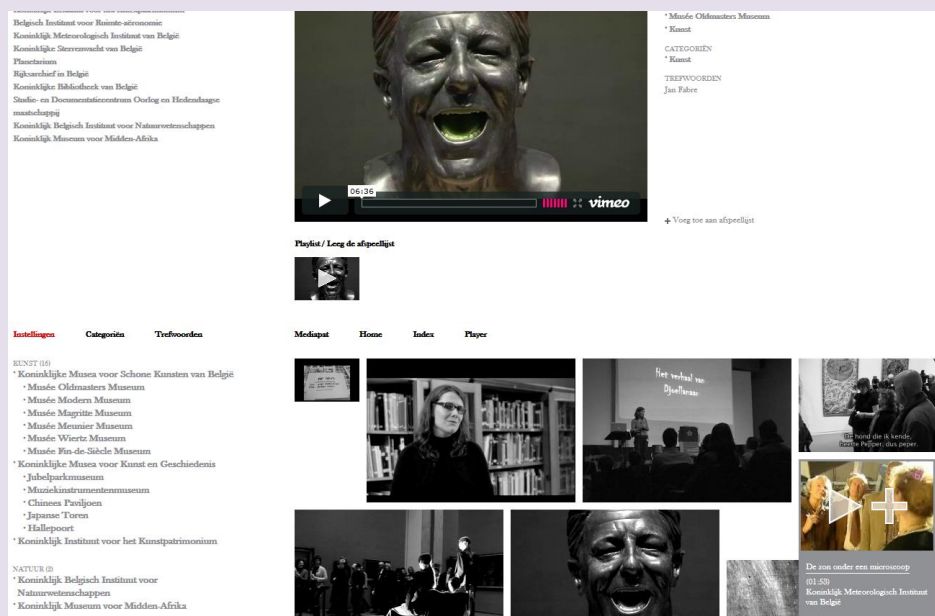 Belgisch Instituut voor Ruimte-aëronomie
Koninklijk Meteorologisch Instituut van België
Koninklijke Sterrenwacht van België
Planetarium
Rijksarchief in België
Koninklijke Bibliotheek van België
Studie- en Documentatiecentrum Oorlog en Hedendaagse
maatschappij
Koninklijk Belgisch Instituut voor Natuurwetenschappen
Koninklijk Museum voor Midden-Afrika
06:36
vimeo
* Musée Oldmasters Museum
* Kunst
CATEGORIËN
* Kunst
TREFWOORDEN
Jan Fabre
+ Voeg toe aan afspeellijst
Playlist / Leeg de afspeellijst
Instellingen Categoriën Trefwoorden
Mediapat Home Index Player
KUNST (16)
* Koninklijke Musea voor Schone Kunsten van België
· Musée Oldmasters Museum
· Musée Modern Museum
· Musée Magritte Museum
· Musée Meunier Museum
· Musée Wiertz Museum
· Musée Fin-de-Siècle Museum
* Koninklijke Musea voor Kunst en Geschiedenis
· Jubelparkmuseum
· Muziekinstrumentenmuseum
· Chinees Paviljoen
· Japanse Toren
· Hallepoort
* Koninklijk Instituut voor het Kunstpatrimonium
NATUUR (2)
* Koninklijk Belgisch Instituut voor
Natuurwetenschappen
* Koninklijk Museum voor Midden-Afrika
Het verhaal van
De hond die ik kende,
heette Pepper, dus peper.
De zon onder een microscoop
(01:53)
Koninklijk Meteorologisch Instituut
van België